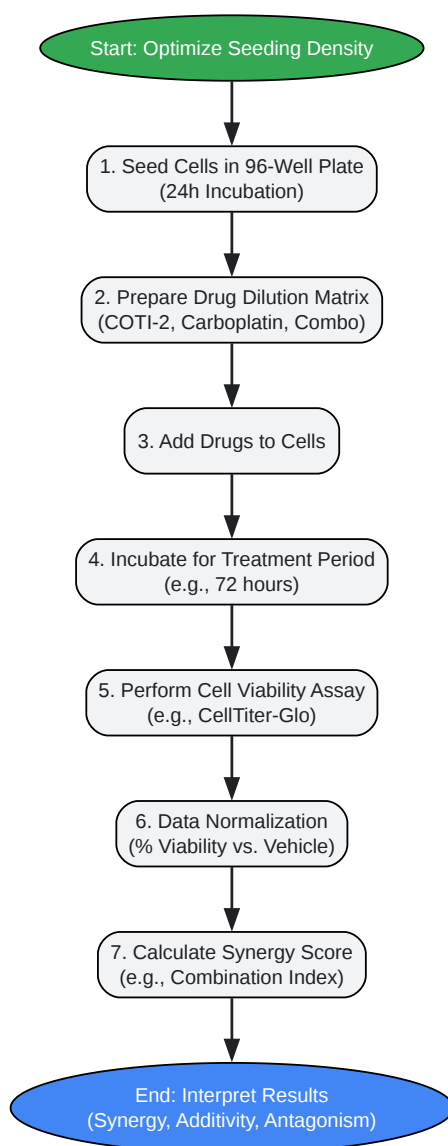 Start: Optimize Seeding Density
1. Seed Cells in 96-Well Plate
(24h Incubation)
2. Prepare Drug Dilution Matrix
(COTI-2, Carboplatin, Combo)
3. Add Drugs to Cells
4. Incubate for Treatment Period
(e.g., 72 hours)
5. Perform Cell Viability Assay
(e.g., CellTiter-Glo)
6. Data Normalization
(% Viability vs. Vehicle)
7. Calculate Synergy Score
(e.g., Combination Index)
End: Interpret Results
(Synergy, Additivity, Antagonism)